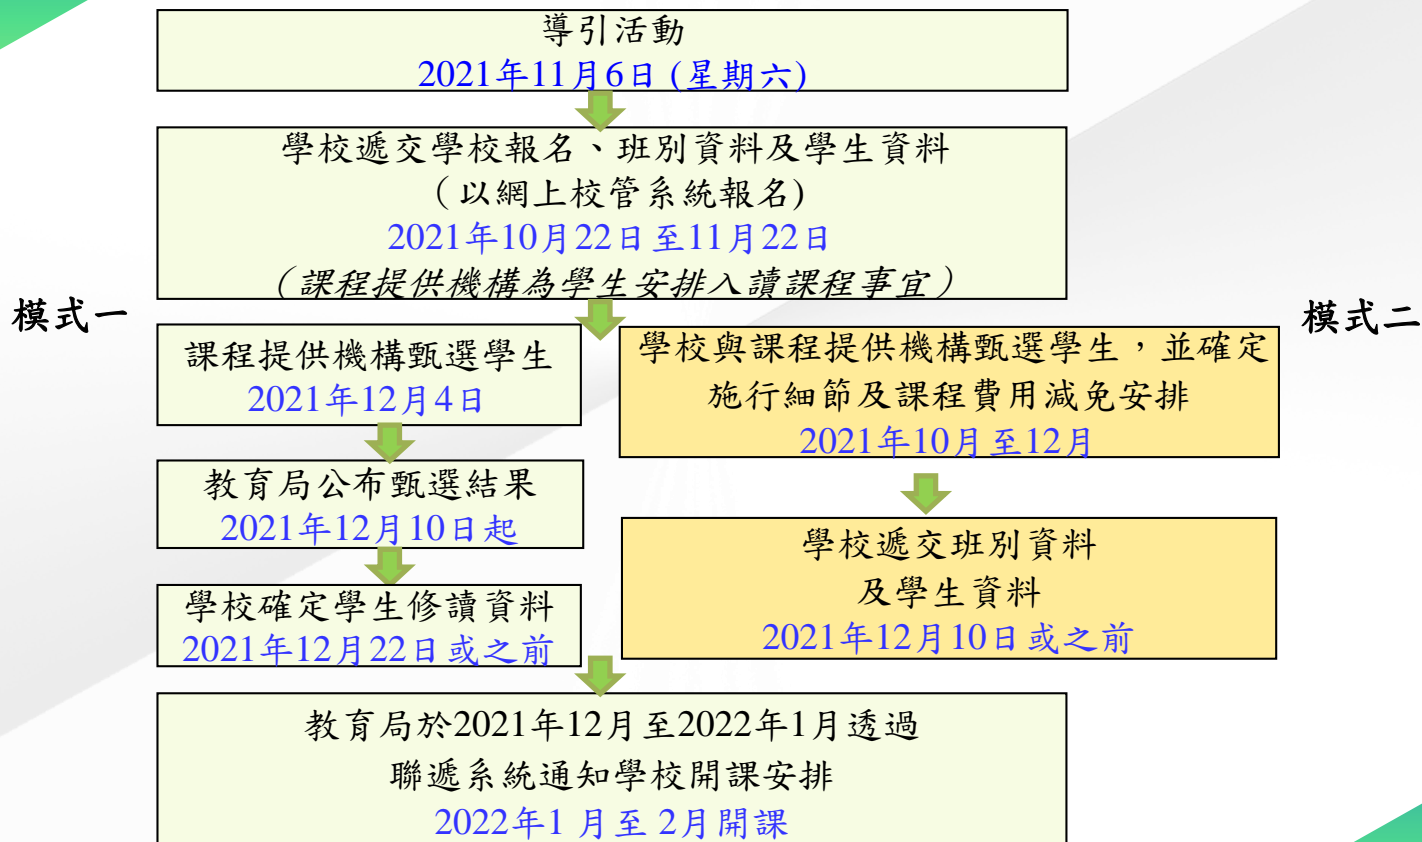 導引活動
2021年11月6日 (星期六)
學校遞交學校報名、班別資料及學生資料
（以網上校管系統報名)
2021年10月22日至11月22日
（課程提供機構為學生安排入讀課程事宜）
模式一
課程提供機構甄選學生
2021年12月4日
教育局公布甄選結果
2021年12月10日起
學校確定學生修讀資料
2021年12月22日或之前
模式二
學校與課程提供機構甄選學生，並確定
施行細節及課程費用減免安排
2021年10月至12月
學校遞交班別資料
及學生資料
2021年12月10日或之前
教育局於2021年12月至2022年1月透過
聯遞系統通知學校開課安排
2022年1 月至 2月開課